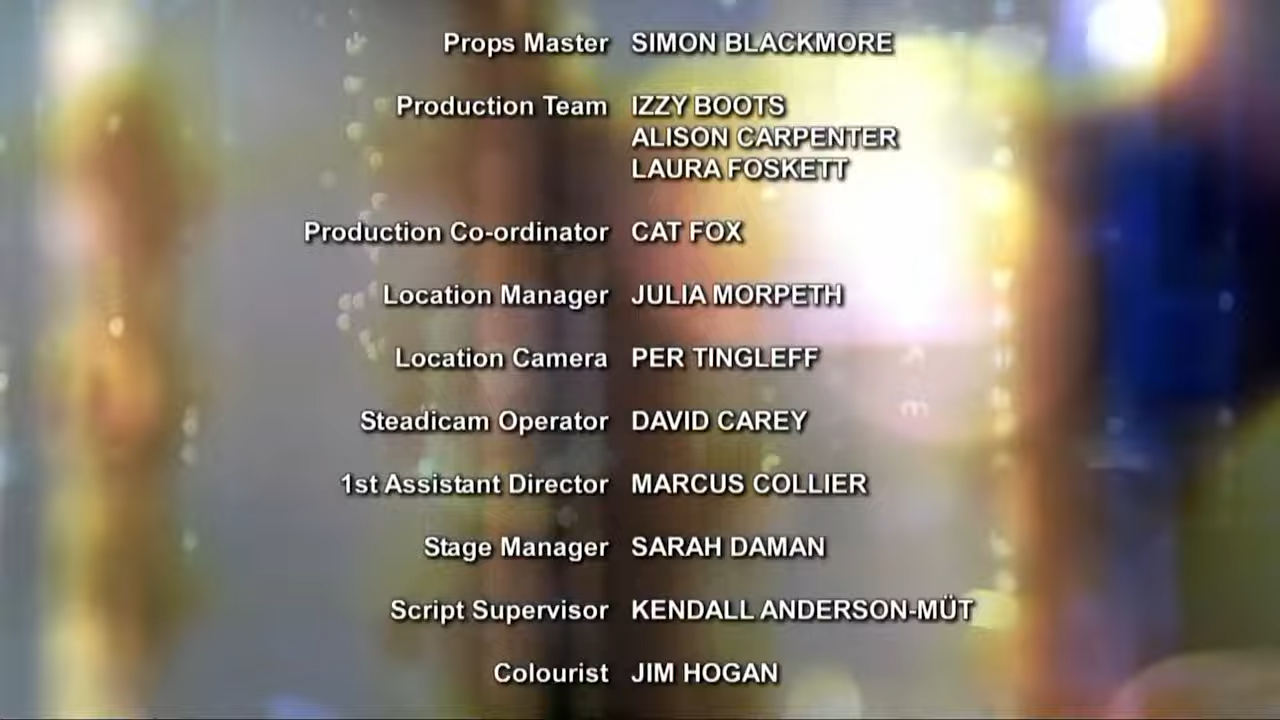 Props Master SIMON BLACKMORE
Production Team IZZY BOOTS
ALISON CARPENTER
LAURA FOSKETT
Production Co-ordinator CAT FOX
Location Manager JULIA MORPETH
Location Camera PER TINGLEFF
Steadicam Operator DAVID CAREY
1st Assistant Director MARCUS COLLIER
Stage Manager SARAH DAMAN
Script Supervisor KENDALL ANDERSON-MÜT
Colourist JIM HOGAN